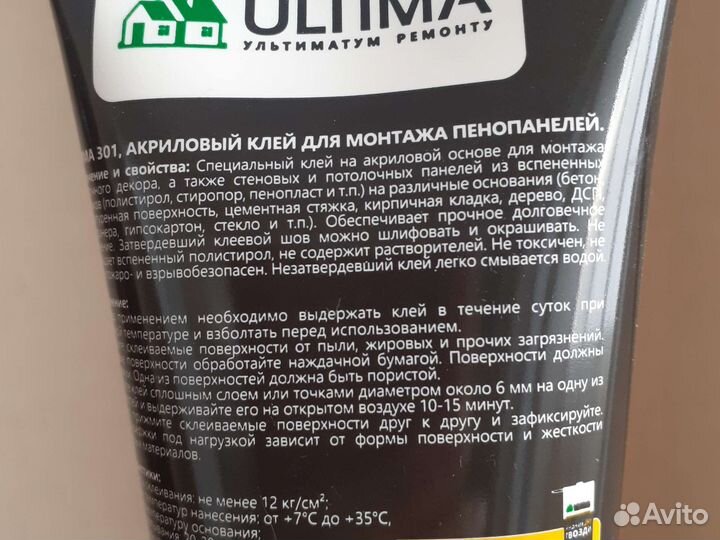 ULTIMA
УЛЬТИМАТУМ РЕМОНТУ
301, АКРИЛОВЫЙ КЛЕЙ ДЛЯ МОНТАЖА ПЕНОПАНЕЛЕЙ.
и свойства: Специальный клей на акриловой основе для монтажа
декора, а также стеновых и потолочных панелей из вспененных
(полистирол, стиропор, пенопласт и т.п.) на различные основания (бетон,
поверхность, цементная стяжка, кирпичная кладка, дерево, ДСП,
гипсокартон, стекло и т.п.). Обеспечивает прочное долговечное
Затвердевший клеевой шов можно шлифовать и окрашивать. Не
вспененный полистирол, не содержит растворителей. Не токсичен, не
и взрывобезопасен. Незатвердевший клей легко смывается водой.
применением необходимо выдержать клей в течение суток при
температуре и взболтать перед использованием.
склеиваемые поверхности от пыли, жировых и прочих загрязнений.
поверхности обработайте наждачной бумагой. Поверхности должны
Одна из поверхностей должна быть пористой.
клей сплошным слоем или точками диаметром около 6 мм на одну из
и выдерживайте его на открытом воздухе 10-15 минут.
склеиваемые поверхности друг к другу и зафиксируйте.
под нагрузкой зависит от формы поверхности и жесткости
материалов.
не менее 12 кг/см²;
нанесения: от +7°C до +35°C,
основания;
ГВОЗДИ
Avito